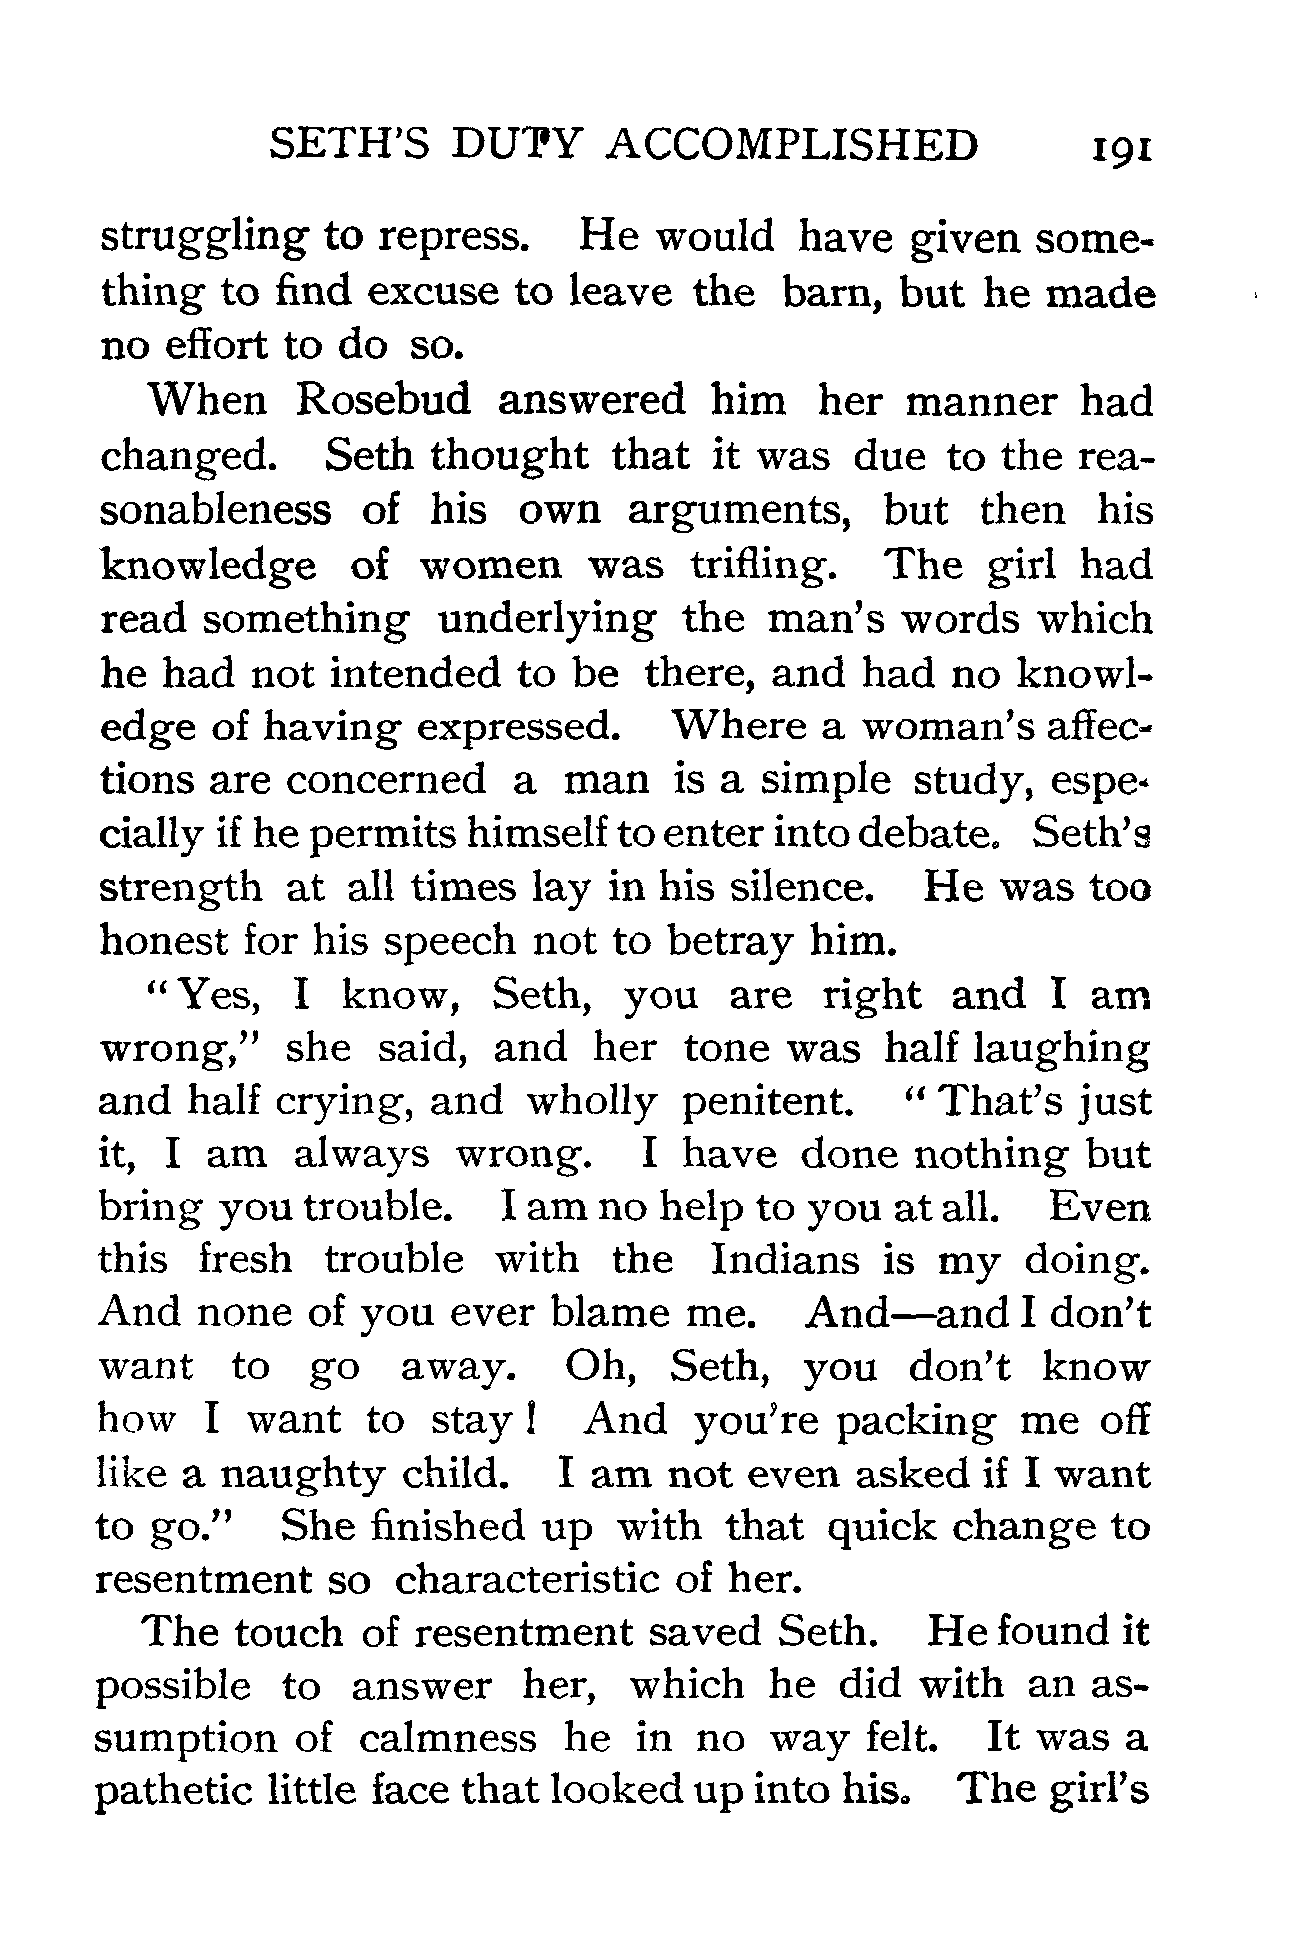 SETH'S DUTY ACCOMPLISHED 191
struggling to repress. He would have given some-
thing to find excuse to leave the barn, but he made
no effort to do so.
When Rosebud answered him her manner had
changed. Seth thought that it was due to the rea-
sonableness of his own arguments, but then his
knowledge of women was trifling. The girl had
read something underlying the man's words which
he had not intended to be there, and had no knowl-
edge of having expressed. Where a woman's affec-
tions are concerned a man is a simple study, espe-
cially if he permits himself to enter into debate. Seth's
strength at all times lay in his silence. He was too
honest for his speech not to betray him.
"Yes, I know, Seth, you are right and I am
wrong," she said, and her tone was half laughing
and half crying, and wholly penitent. "That's just
it, I am always wrong. I have done nothing but
bring you trouble. I am no help to you at all. Even
this fresh trouble with the Indians is my doing.
And none of you ever blame me. And—and I don't
want to go away. Oh, Seth, you don't know
how I want to stay! And you're packing me off
like a naughty child. I am not even asked if I want
to go." She finished up with that quick change to
resentment so characteristic of her.
The touch of resentment saved Seth. He found it
possible to answer her, which he did with an as-
sumption of calmness he in no way felt. It was a
pathetic little face that looked up into his. The girl's